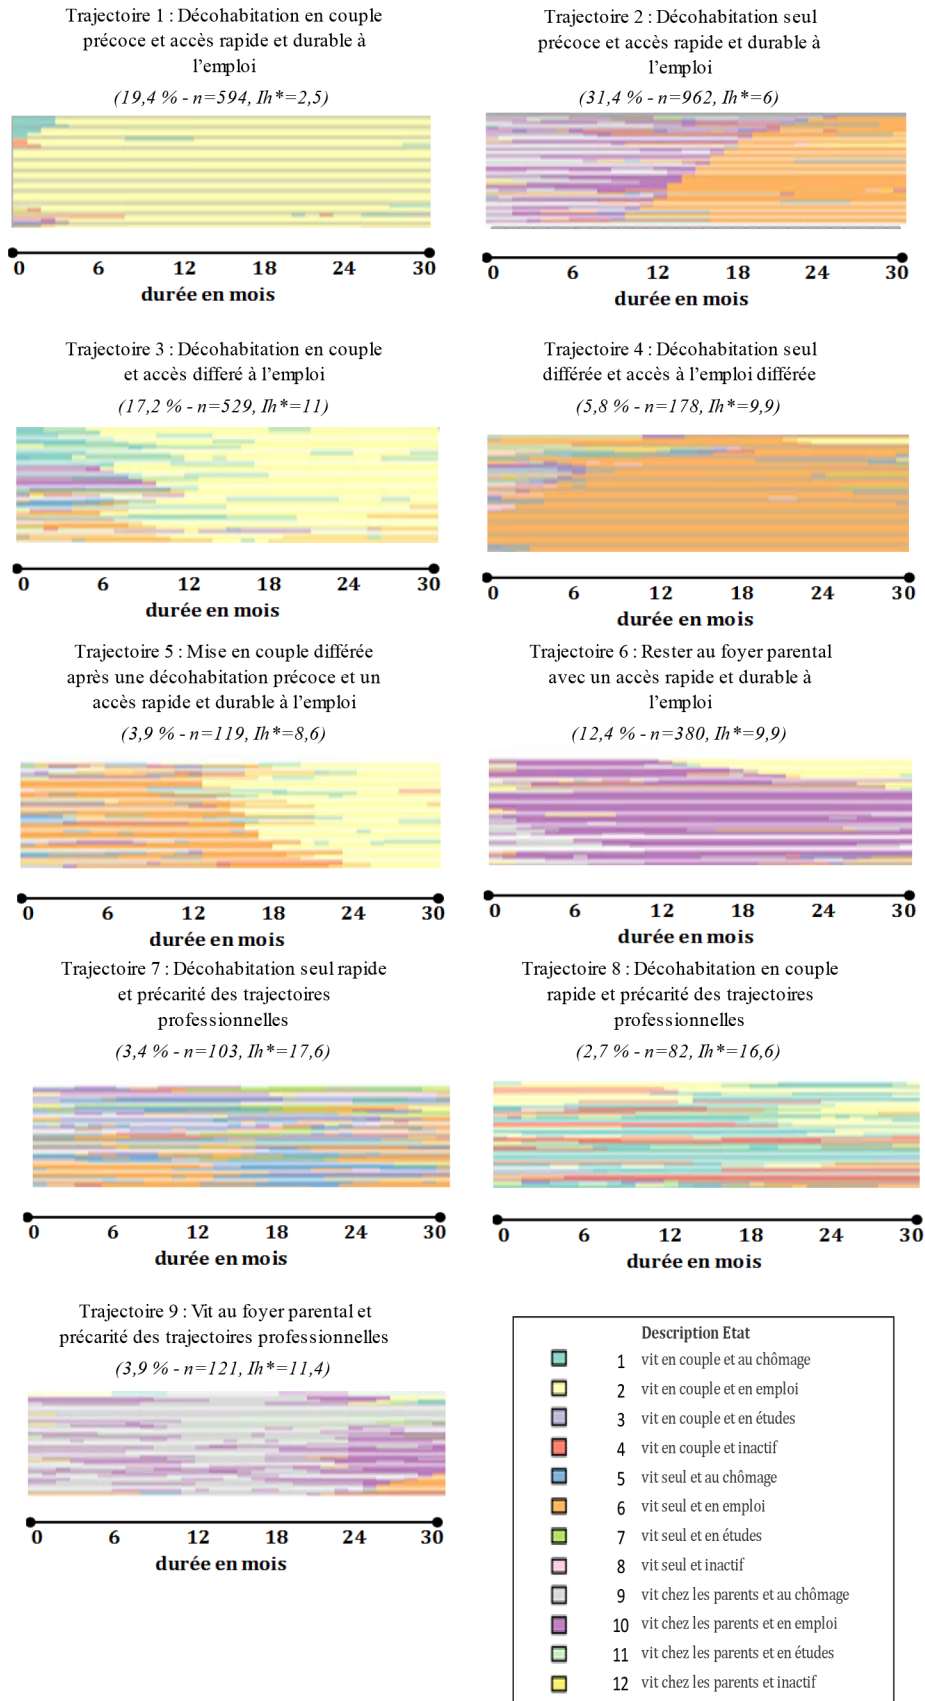 Trajectoire 1 : Décohabitation en couple
précoce et accès rapide et durable à
l'emploi
(19,4 % - n=594, Ih*=2,5)
0 6 12 18 24 30
durée en mois
Trajectoire 2 : Décohabitation seul
précoce et accès rapide et durable à
l'emploi
(31,4 % - n=962, Ih*=6)
0 6 12 18 24 30
durée en mois
Trajectoire 3 : Décohabitation en couple
et accès differé à l'emploi
(17,2 % - n=529, Ih*=11)
0 6 12 18 24 30
durée en mois
Trajectoire 4 : Décohabitation seul
différée et accès à l'emploi différée
(5,8 % - n=178, Ih*=9,9)
0 6 12 18 24 30
durée en mois
Trajectoire 5 : Mise en couple différée
après une décohabitation précoce et un
accès rapide et durable à l'emploi
(3,9 % - n=119, Ih*=8,6)
0 6 12 18 24 30
durée en mois
Trajectoire 6 : Rester au foyer parental
avec un accès rapide et durable à
l'emploi
(12,4 % - n=380, Ih*=9,9)
0 6 12 18 24 30
durée en mois
Trajectoire 7 : Décohabitation seul rapide
et précarité des trajectoires
professionnelles
(3,4 % - n=103, Ih*=17,6)
0 6 12 18 24 30
durée en mois
Trajectoire 8 : Décohabitation en couple
rapide et précarité des trajectoires
professionnelles
(2,7 % - n=82, Ih*=16,6)
0 6 12 18 24 30
durée en mois
Trajectoire 9 : Vit au foyer parental et
précarité des trajectoires professionnelles
(3,9 % - n=121, Ih*=11,4)
0 6 12 18 24 30
durée en mois
Description Etat
1 vit en couple et au chômage
2 vit en couple et en emploi
3 vit en couple et en études
4 vit en couple et inactif
5 vit seul et au chômage
6 vit seul et en emploi
7 vit seul et en études
8 vit seul et inactif
9 vit chez les parents et au chômage
10 vit chez les parents et en emploi
11 vit chez les parents et en études
12 vit chez les parents et inactif